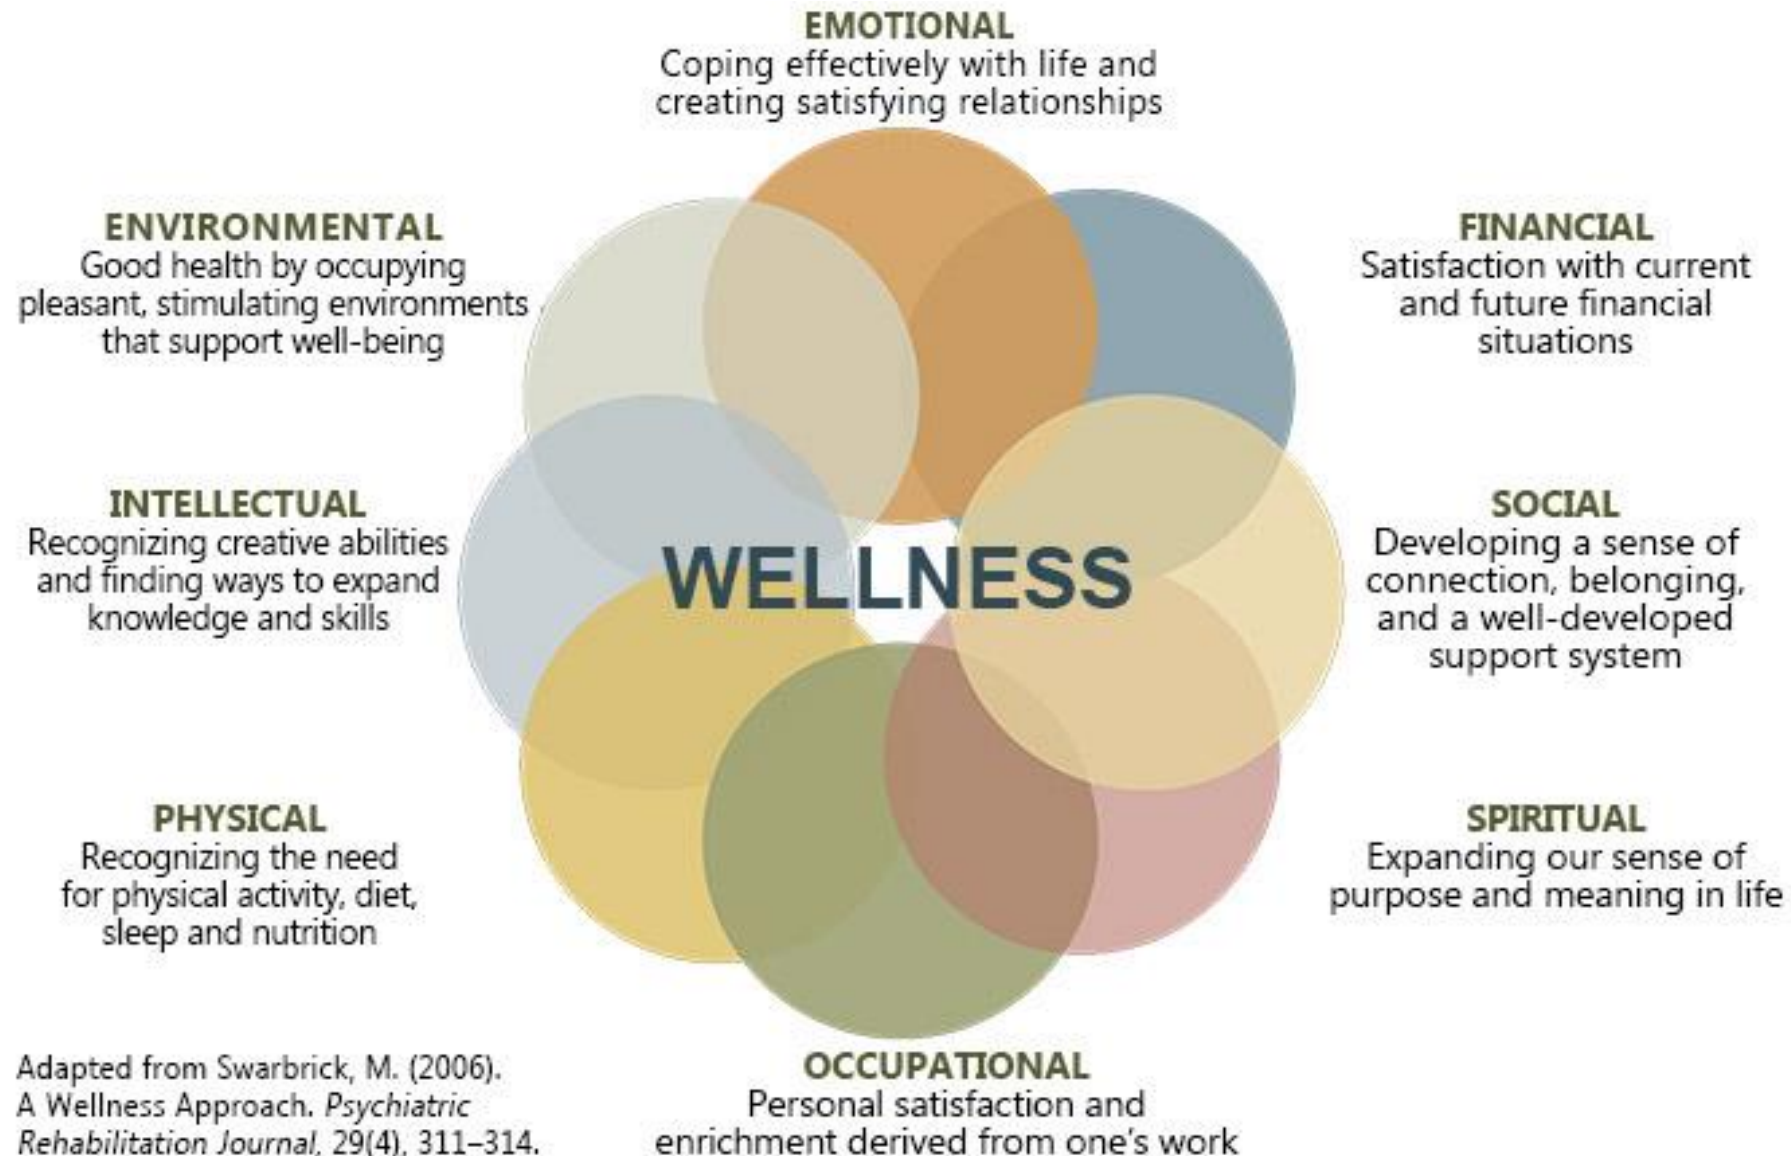 EMOTIONAL
Coping effectively with life and
creating satisfying relationships
ENVIRONMENTAL
Good health by occupying
pleasant, stimulating environments
that support well-being
FINANCIAL
Satisfaction with current
and future financial
situations
INTELLECTUAL
Recognizing creative abilities
and finding ways to expand
knowledge and skills
WELLNESS
SOCIAL
Developing a sense of
connection, belonging,
and a well-developed
support system
PHYSICAL
Recognizing the need
for physical activity, diet,
sleep and nutrition
SPIRITUAL
Expanding our sense of
purpose and meaning in life
OCCUPATIONAL
Personal satisfaction and
enrichment derived from one's work
Adapted from Swarbrick, M. (2006).
A Wellness Approach. Psychiatric
Rehabilitation Journal, 29(4), 311–314.